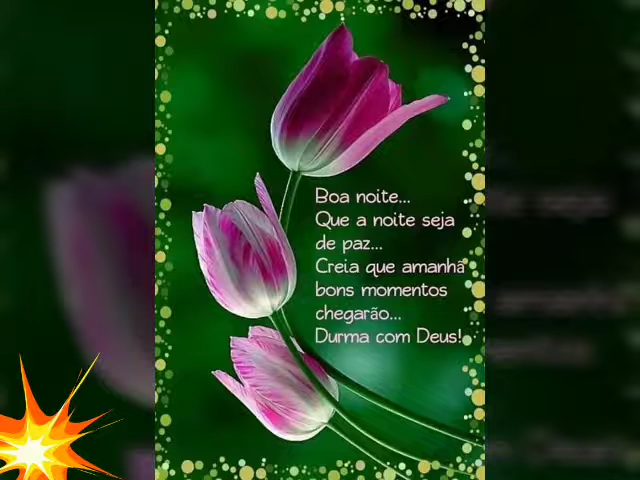 Boa noite...
Que a noite seja
de paz...
Creia que amanhã
bons momentos
chegarão...
Durma com Deus!